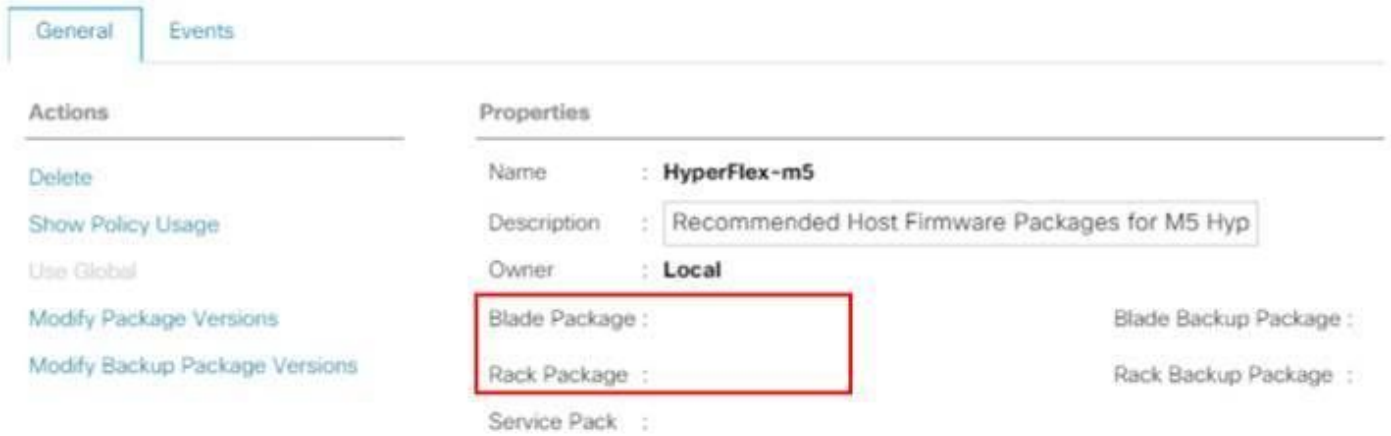 General Events
Actions
Delete
Show Policy Usage
Use Global
Modify Package Versions
Modify Backup Package Versions
Properties
Name : HyperFlex-m5
Description : Recommended Host Firmware Packages for M5 Hyp
Owner : Local
Blade Package : Blade Backup Package :
Rack Package : Rack Backup Package :
Service Pack :